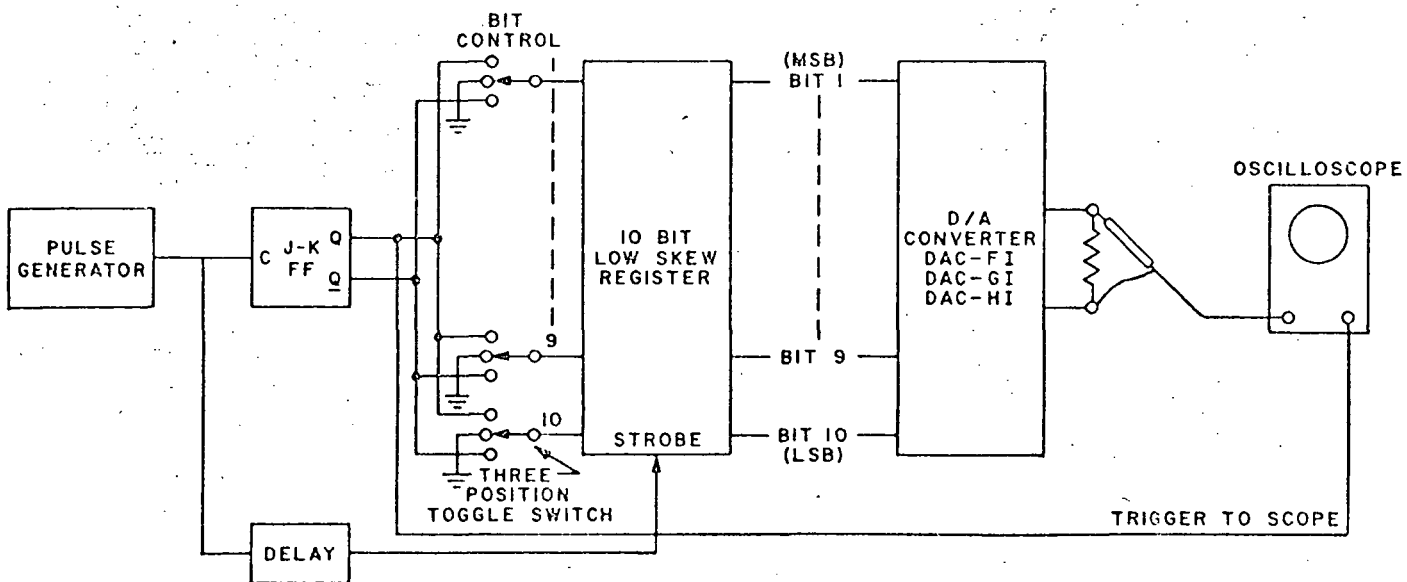 BIT
CONTROL
(MSB)
BIT 1
OSCILLOSCOPE
PULSE
GENERATOR
C J-K Q
FF
Q
10 BIT
LOW SKEW
REGISTER
D/A
CONVERTER
DAC-FI
DAC-GI
DAC-HI
9
BIT 9
10
STROBE
BIT 10
(LSB)
THREE
POSITION
TOGGLE SWITCH
TRIGGER TO SCOPE
DELAY